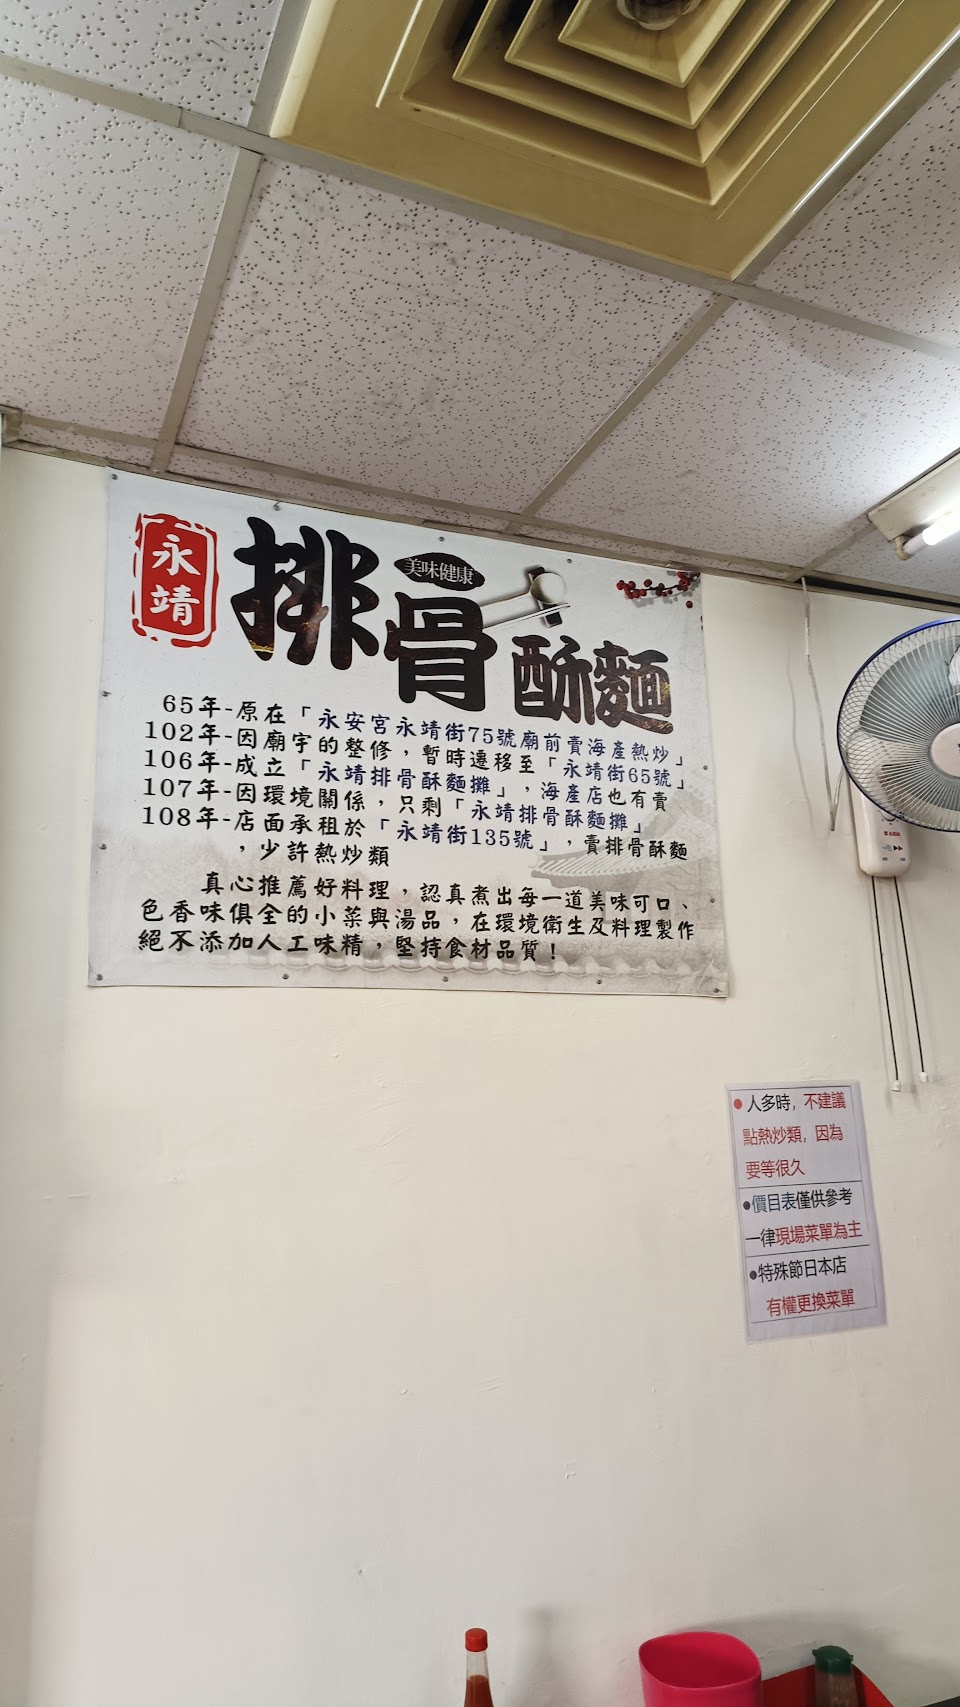 永靖
排骨酥麵
美味健康
65年-原在「永安宮永靖街75號廟前賣海產熱炒」
102年-因廟宇的整修，暫時遷移至「永靖街65號」
106年-成立「永靖排骨酥麵攤」，海產店也有賣
107年-因環境關係，只剩「永靖排骨酥麵攤」
108年-店面承租於「永靖街135號」，賣排骨酥麵
，少許熱炒類
真心推薦好料理，認真煮出每一道美味可口、
色香味俱全的小菜與湯品，在環境衛生及料理製作
絕不添加人工味精，堅持食材品質！
●人多時，不建議
點熱炒類，因為
要等很久
●價目表僅供參考
一律現場菜單為主
●特殊節日本店
有權更換菜單